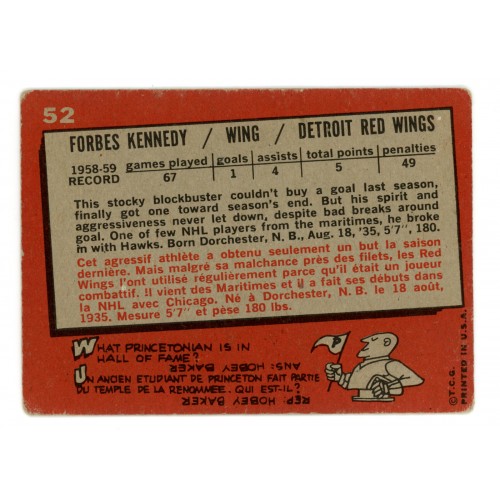 52
FORBES KENNEDY / WING / DETROIT RED WINGS
1958-59 RECORD games played 67 goals 1 assists 4 total points 5 penalties 49
This stocky blockbuster couldn't buy a goal last season,
finally got one toward season's end. But his spirit and
aggressiveness never let down, despite bad breaks around
goal. One of few NHL players from the maritimes, he broke
in with Hawks. Born Dorchester, N. B., Aug. 18, '35, 5'7", 180.
Cet agressif athlète a obtenu seulement un but la saison
dernière. Mais malgré sa malchance près des filets, les Red
Wings l'ont utilisé régulièrement parce qu'il était un joueur
combattif. Il vient des Maritimes et il a fait ses débuts dans
la NHL avec Chicago. Né à Dorchester, N. B. le 18 août,
1935. Mesure 5'7" et pèse 180 lbs.
WHAT PRINCETONIAN IS IN
HALL OF FAME?
ANS: HOBEY BAKER
UN ANCIEN ETUDIANT DE PRINCETON FAIT PARTIE
DU TEMPLE DE LA RENOMMEE. QUI EST-IL?
REP: HOBEY BAKER
P
©T.C.G. PRINTED IN U.S.A.